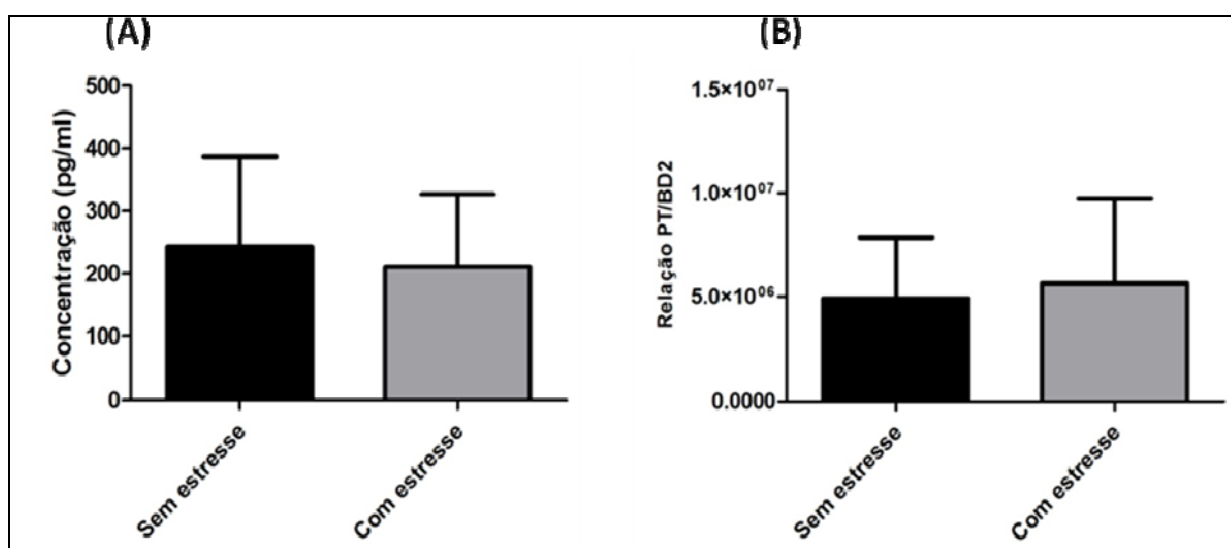 (A)
Concentração (pg/ml)
500
400
300
200
100
0
Sem estresse
Com estresse
(B)
Relação PT/BD2
1.5×10⁰⁷
1.0×10⁰⁷
5.0×10⁰⁶
0.0000
Sem estresse
Com estresse